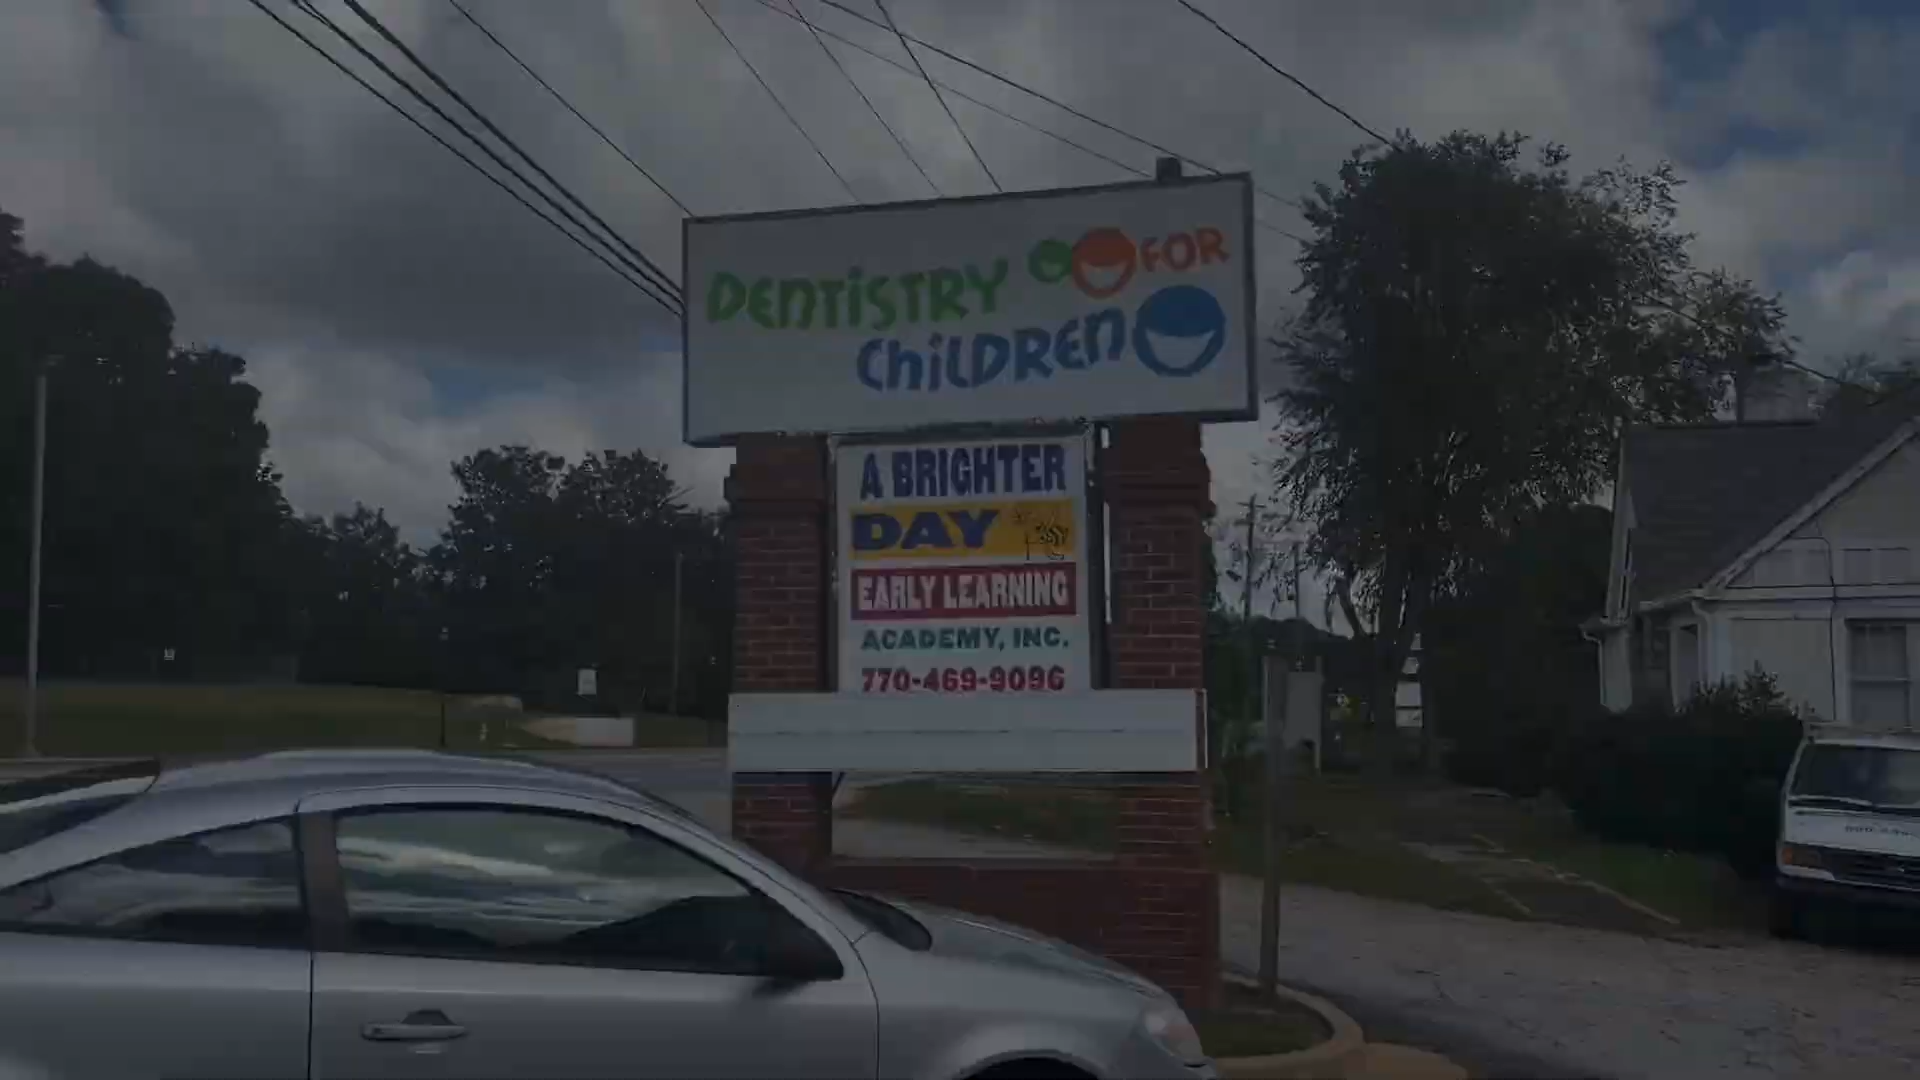 DENTISTRY FOR
CHILDREN
A BRIGHTER
DAY
EARLY LEARNING
ACADEMY, INC.
770-469-9096